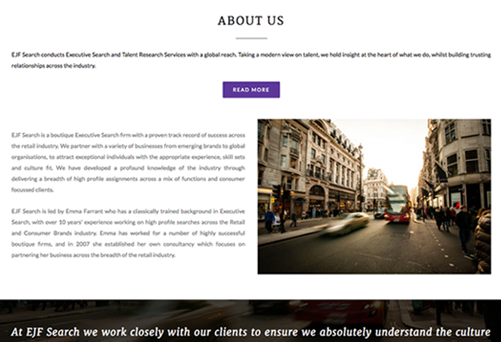 ABOUT US
EJF Search conducts Executive Search and Talent Research Services with a global reach. Taking a modern view on talent, we hold insight at the heart of what we do, whilst building trusting
relationships across the industry.
READ MORE
EJF Search is a boutique Executive Search firm with a proven track record of success across
the retail industry. We partner with a variety of businesses from emerging brands to global
organisations, to attract exceptional individuals with the appropriate experience, skill sets
and culture fit. We have developed a profound knowledge of the industry through
delivering a breadth of high profile assignments across a mix of functions and consumer
focussed clients.
EJF Search is led by Emma Farrant who has a classically trained background in Executive
Search, with over 10 years' experience working on high profile searches across the Retail
and Consumer Brands industry. Emma has worked for a number of highly successful
boutique firms, and in 2007 she established her own consultancy which focuses on
partnering her business across the breadth of the retail industry.
At EJF Search we work closely with our clients to ensure we absolutely understand the culture